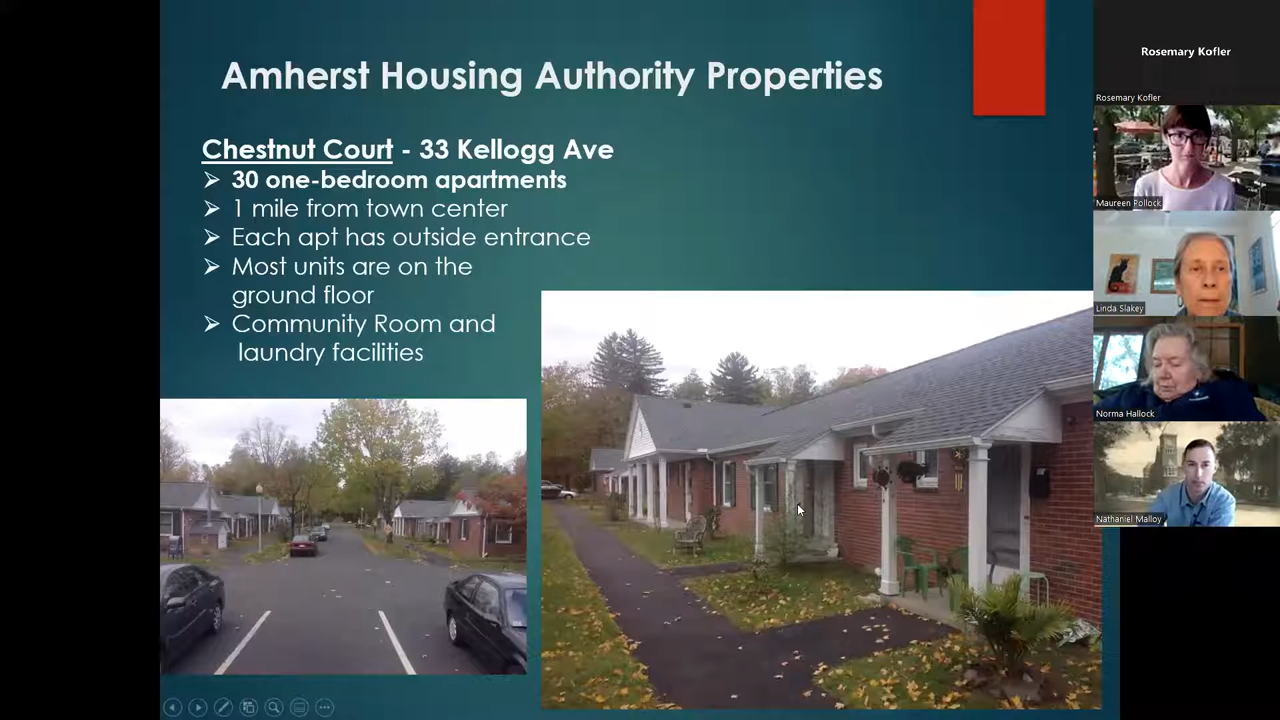 Amherst Housing Authority Properties
Chestnut Court - 33 Kellogg Ave
➢ 30 one-bedroom apartments
➢ 1 mile from town center
➢ Each apt has outside entrance
➢ Most units are on the
ground floor
➢ Community Room and
laundry facilities
Rosemary Kofler
Rosemary Kofler
Maureen Pollock
Linda Slakey
Norma Hallock
Nathaniel Malloy